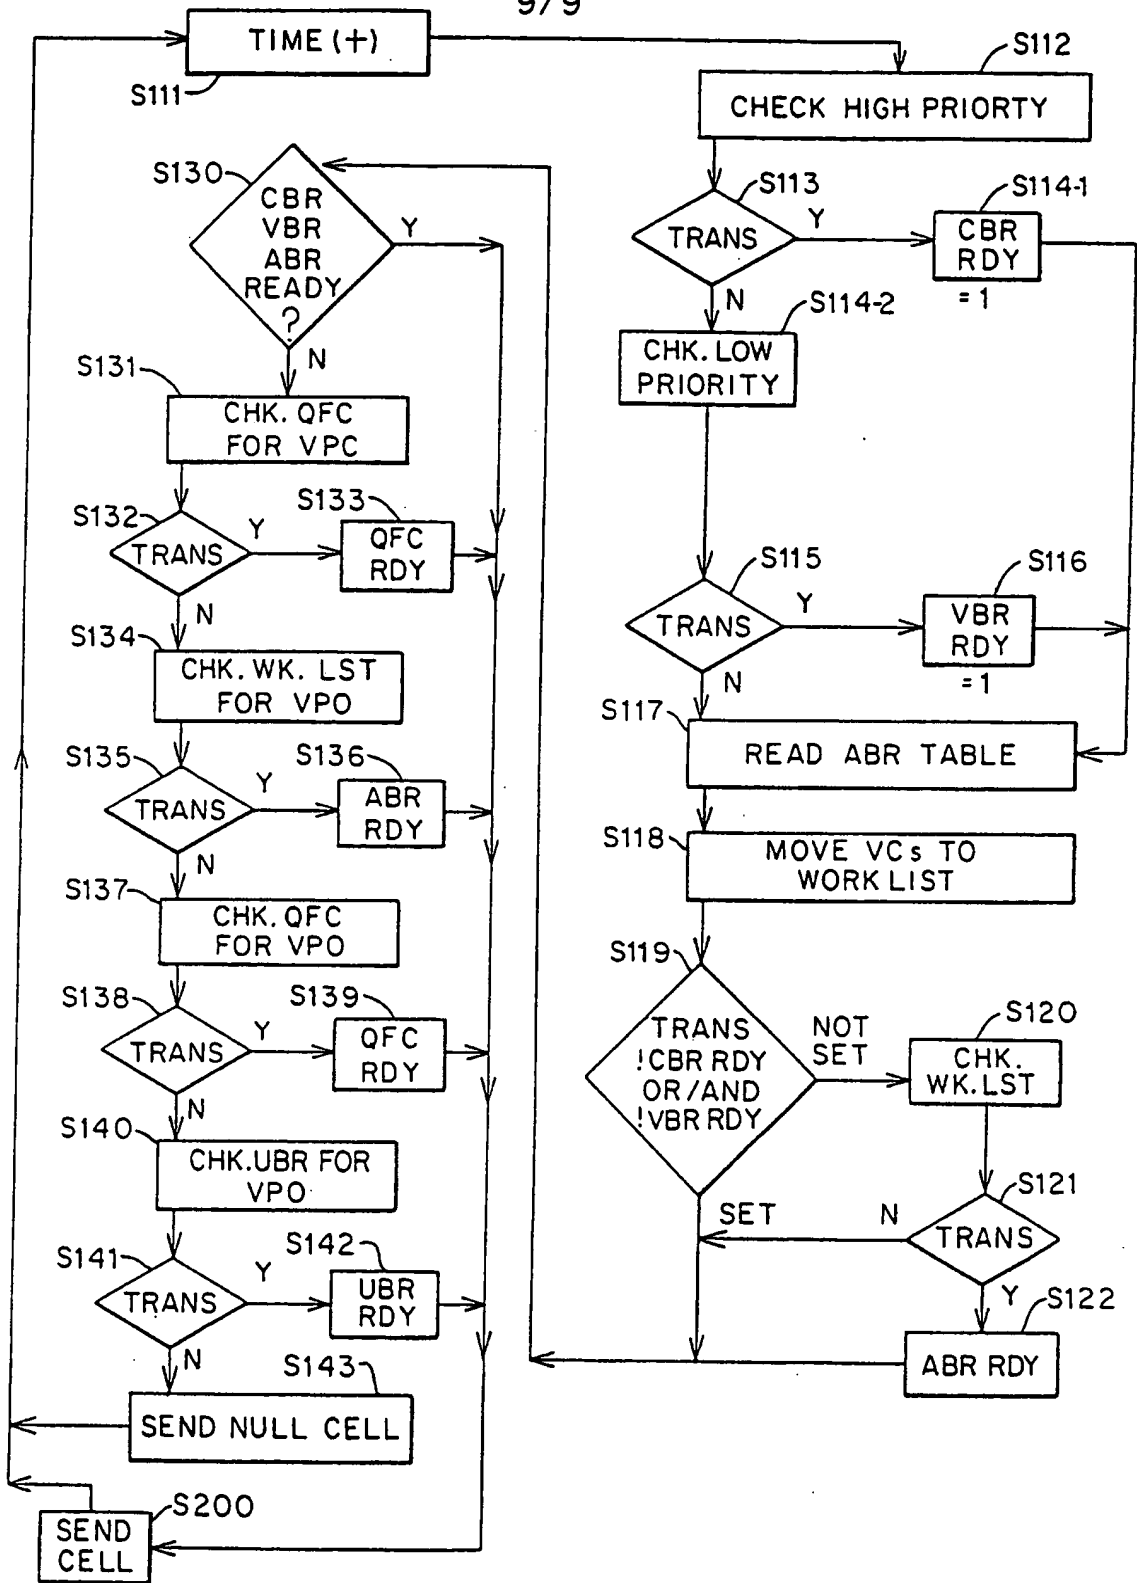 9/9
TIME (+)
S111
S112
CHECK HIGH PRIORTY
S130
CBR
VBR
ABR
READY
?
Y
N
S113
TRANS
Y
N
S114-1
CBR
RDY
= 1
S114-2
CHK. LOW
PRIORITY
S131
CHK. QFC
FOR VPC
S132
TRANS
Y
N
S133
QFC
RDY
S115
TRANS
Y
N
S116
VBR
RDY
= 1
S134
CHK. WK. LST
FOR VPO
S117
READ ABR TABLE
S135
TRANS
Y
N
S136
ABR
RDY
S118
MOVE VCs TO
WORK LIST
S137
CHK. QFC
FOR VPO
S119
TRANS
!CBR RDY
OR/AND
!VBR RDY
NOT
SET
SET
S120
CHK.
WK.LST
S138
TRANS
Y
N
S139
QFC
RDY
S140
CHK.UBR FOR
VPO
S121
TRANS
N
Y
S122
ABR RDY
S141
TRANS
Y
N
S142
UBR
RDY
S143
SEND NULL CELL
S200
SEND
CELL